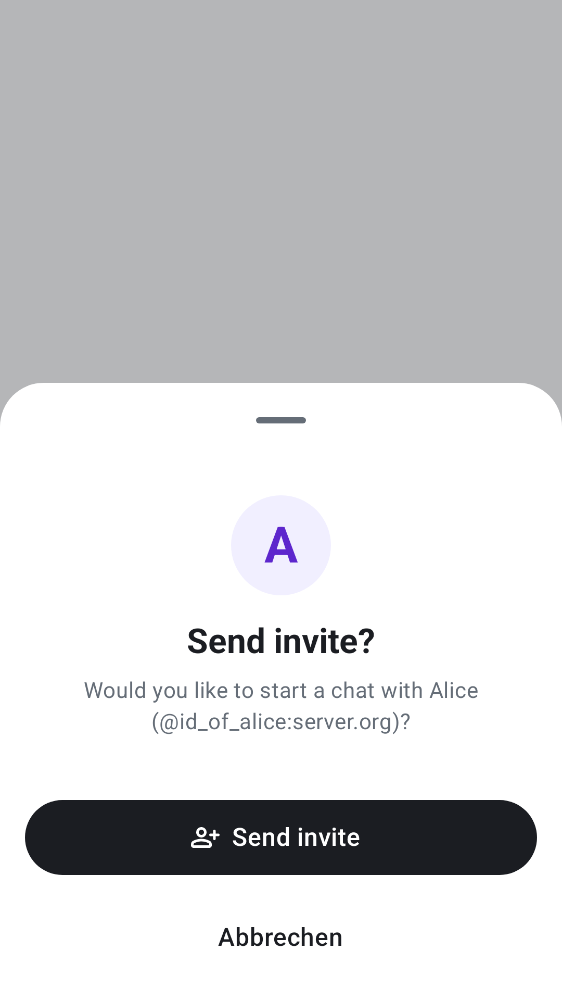 A
Send invite?
Would you like to start a chat with Alice
(@id_of_alice:server.org)?
Send invite
Abbrechen